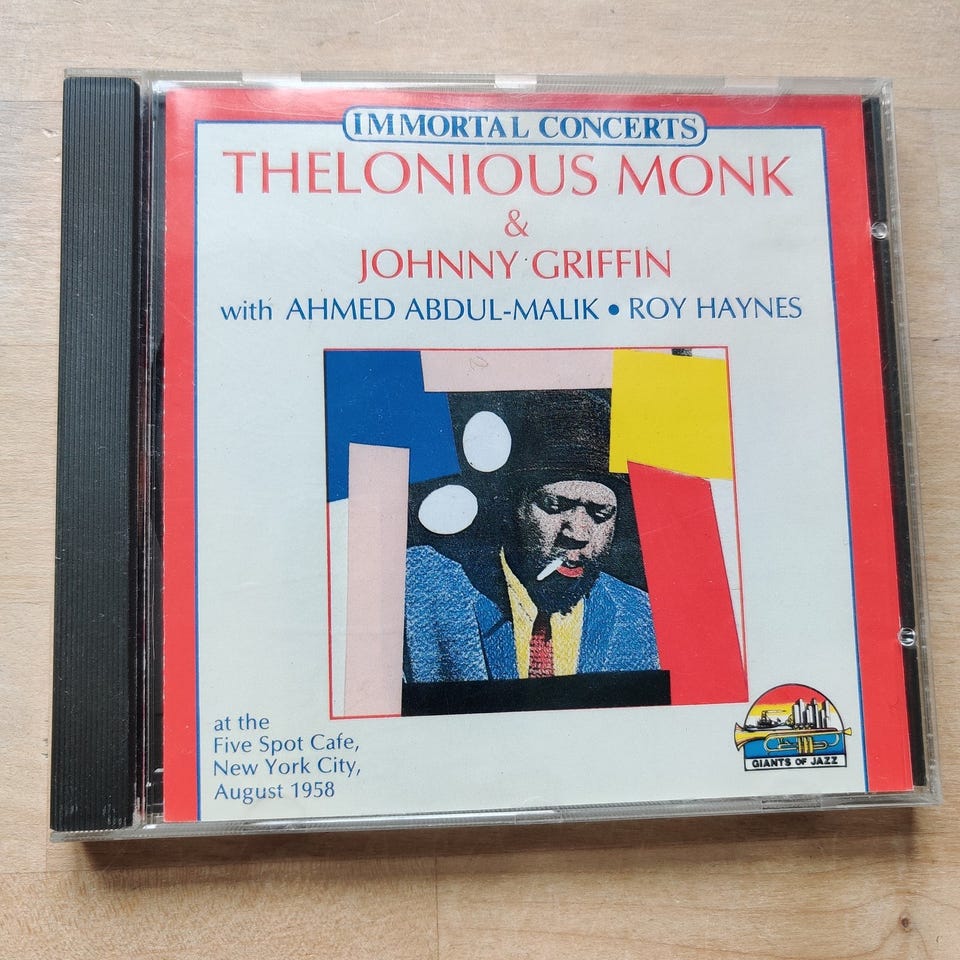 IMMORTAL CONCERTS
THELONIOUS MONK
&
JOHNNY GRIFFIN
with AHMED ABDUL-MALIK • ROY HAYNES
at the
Five Spot Cafe,
New York City,
August 1958
GIANTS OF JAZZ